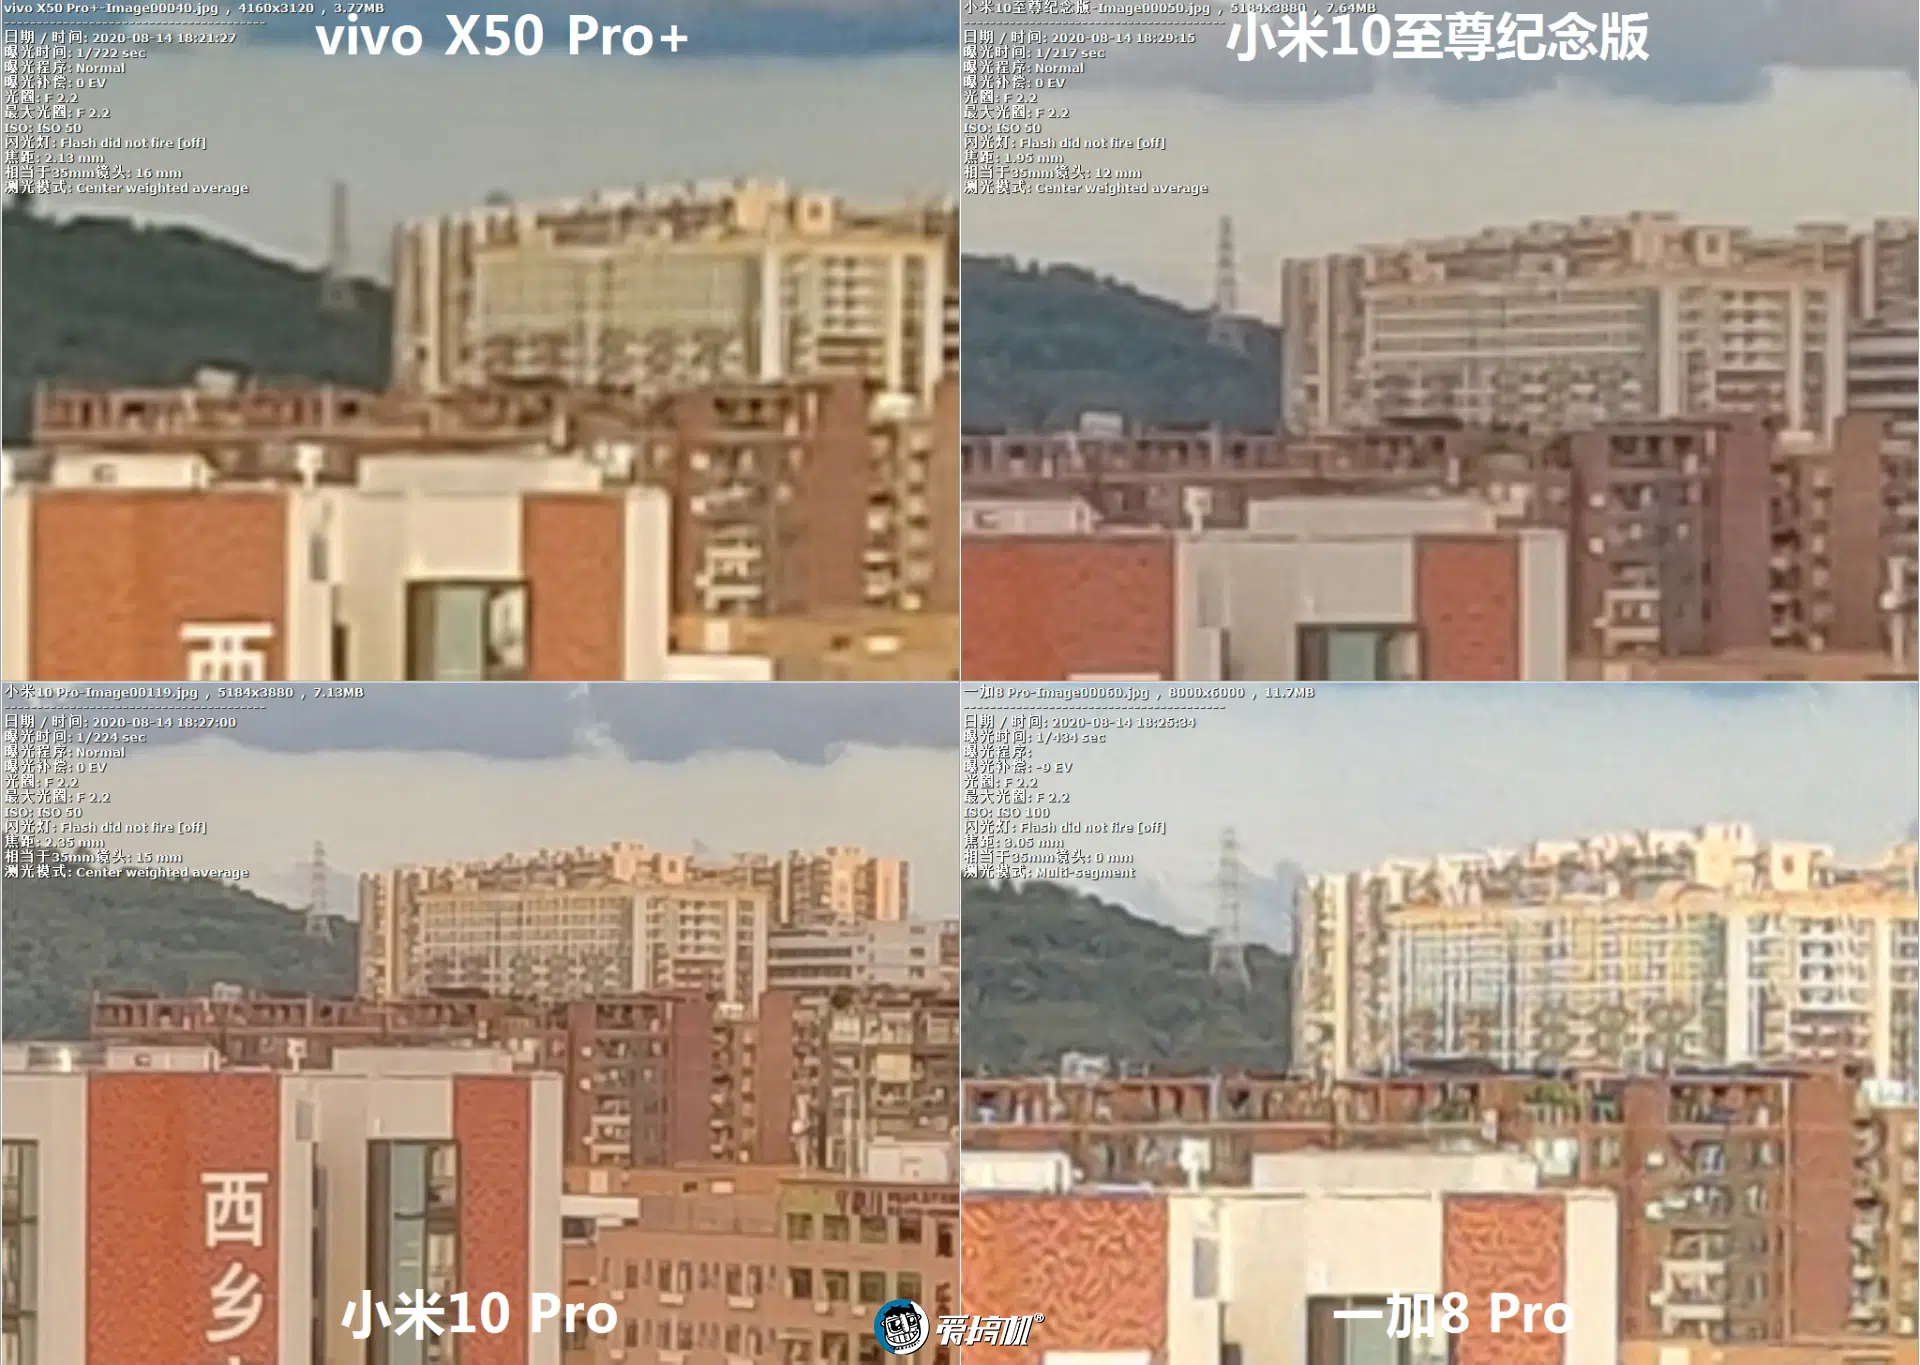 vivo X50 Pro+-Image00040.jpg , 4160x3120 , 3.77MB
日期 / 时间: 2020-08-14 18:21:27
曝光时间: 1/722 sec
曝光程序: Normal
曝光补偿: 0 EV
光圈: F 2.2
最大光圈: F 2.2
ISO: ISO 50
闪光灯: Flash did not fire [off]
焦距: 2.13 mm
相当于35mm镜头: 16 mm
测光模式: Center weighted average
vivo X50 Pro+
西
小米10至尊纪念版-Image00050.jpg , 5184x3880 , 7.64MB
日期 / 时间: 2020-08-14 18:29:15
曝光时间: 1/217 sec
曝光程序: Normal
曝光补偿: 0 EV
光圈: F 2.2
最大光圈: F 2.2
ISO: ISO 50
闪光灯: Flash did not fire [off]
焦距: 1.95 mm
相当于35mm镜头: 12 mm
测光模式: Center weighted average
小米10至尊纪念版
小米10 Pro-Image00119.jpg , 5184x3880 , 7.13MB
日期 / 时间: 2020-08-14 18:27:00
曝光时间: 1/224 sec
曝光程序: Normal
曝光补偿: 0 EV
光圈: F 2.2
最大光圈: F 2.2
ISO: ISO 50
闪光灯: Flash did not fire [off]
焦距: 2.35 mm
相当于35mm镜头: 15 mm
测光模式: Center weighted average
西乡
小米10 Pro
一加8 Pro-Image00060.jpg , 8000x6000 , 11.7MB
日期 / 时间: 2020-08-14 18:25:34
曝光时间: 1/434 sec
曝光程序:
曝光补偿: -9 EV
光圈: F 2.2
最大光圈: F 2.2
ISO: ISO 100
闪光灯: Flash did not fire [off]
焦距: 3.05 mm
相当于35mm镜头: 0 mm
测光模式: Multi-segment
一加8 Pro
爱搞机®